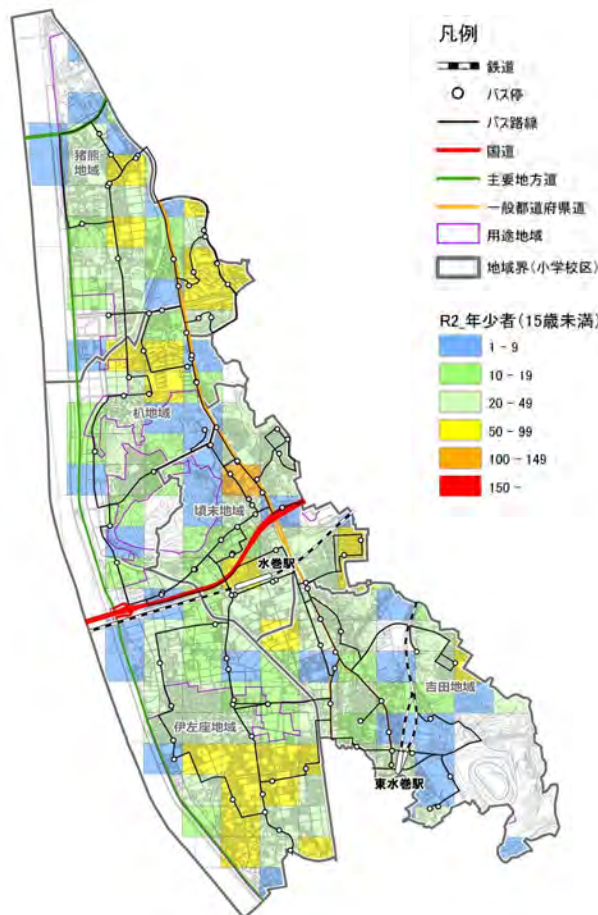 凡例
鉄道
バス停
バス路線
国道
主要地方道
一般都道府県道
用途地域
地域界(小学校区)
R2_年少者(15歳未満)
1 - 9
10 - 19
20 - 49
50 - 99
100 - 149
150 -
猪熊
地域
朳地域
頃末地域
水巻駅
吉田地域
伊左座地域
東水巻駅